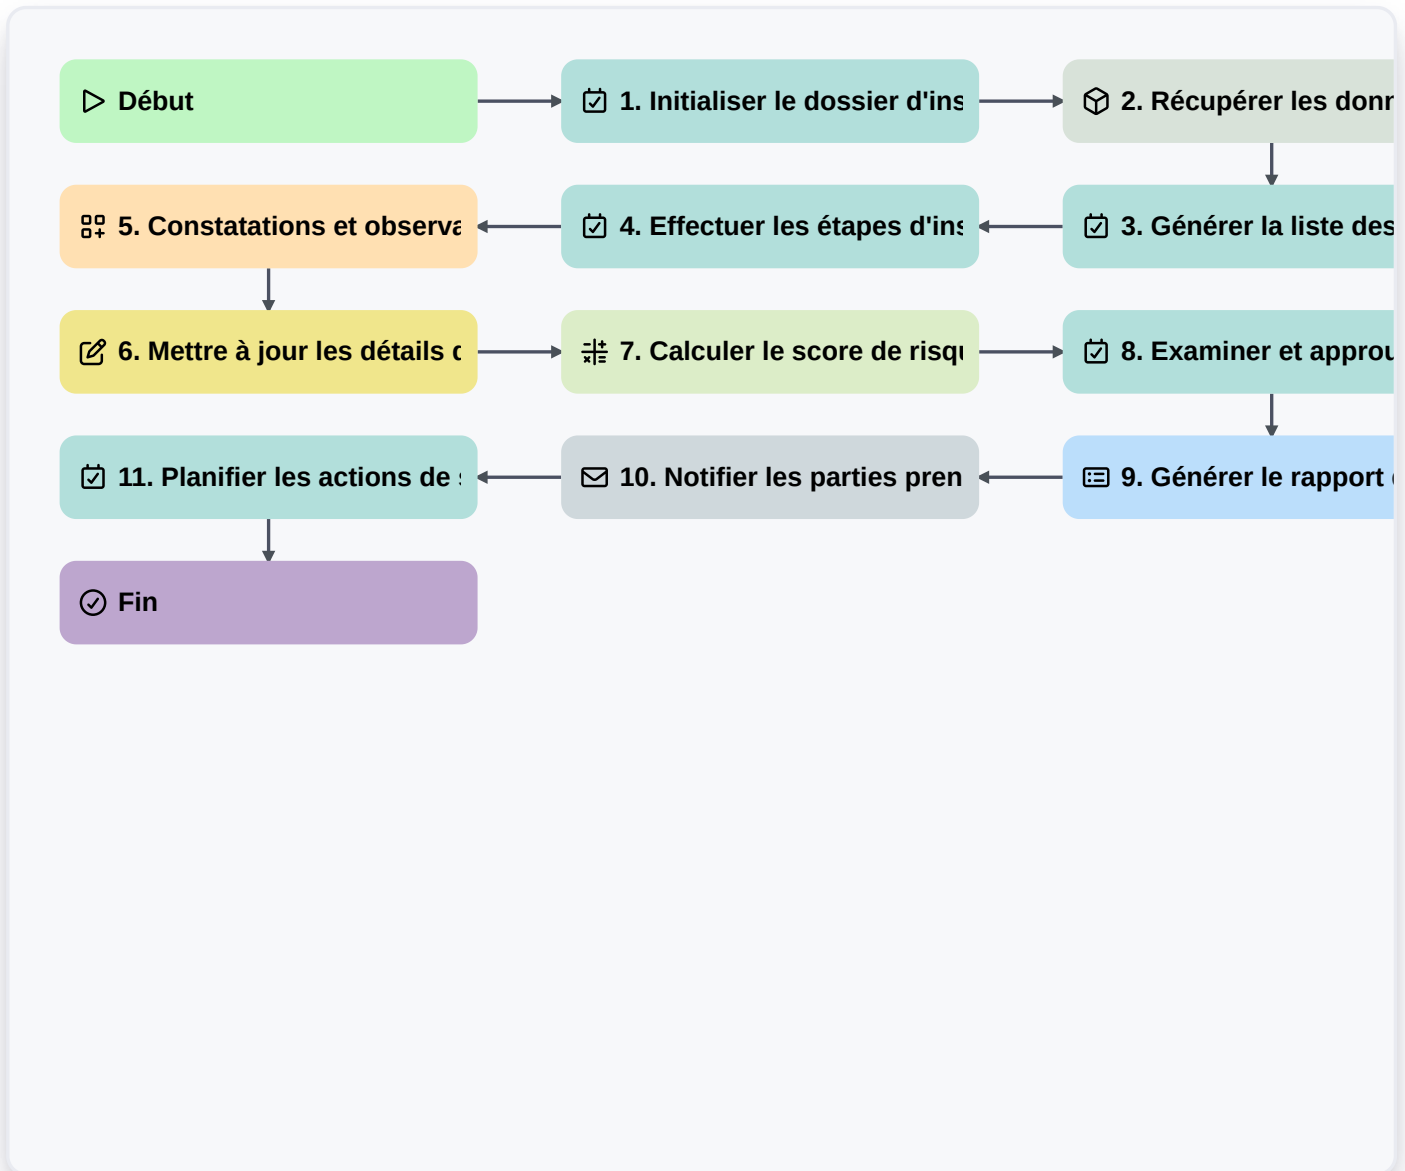 Début
1. Initialiser le dossier d'ins
2. Récupérer les donn
5. Constatations et observa
4. Effectuer les étapes d'ins
3. Générer la liste des
6. Mettre à jour les détails
7. Calculer le score de risqu
8. Examiner et approu
11. Planifier les actions de
10. Notifier les parties pren
9. Générer le rapport
Fin